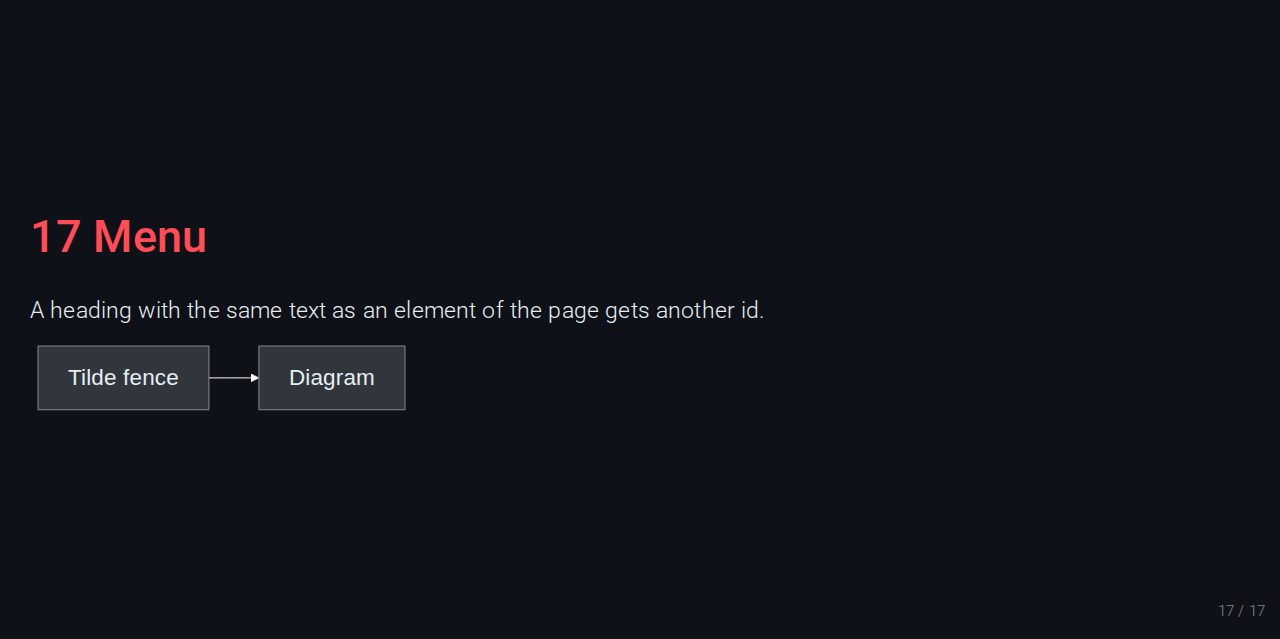 17 Menu
A heading with the same text as an element of the page gets another id.
Tilde fence
Diagram
17 / 17